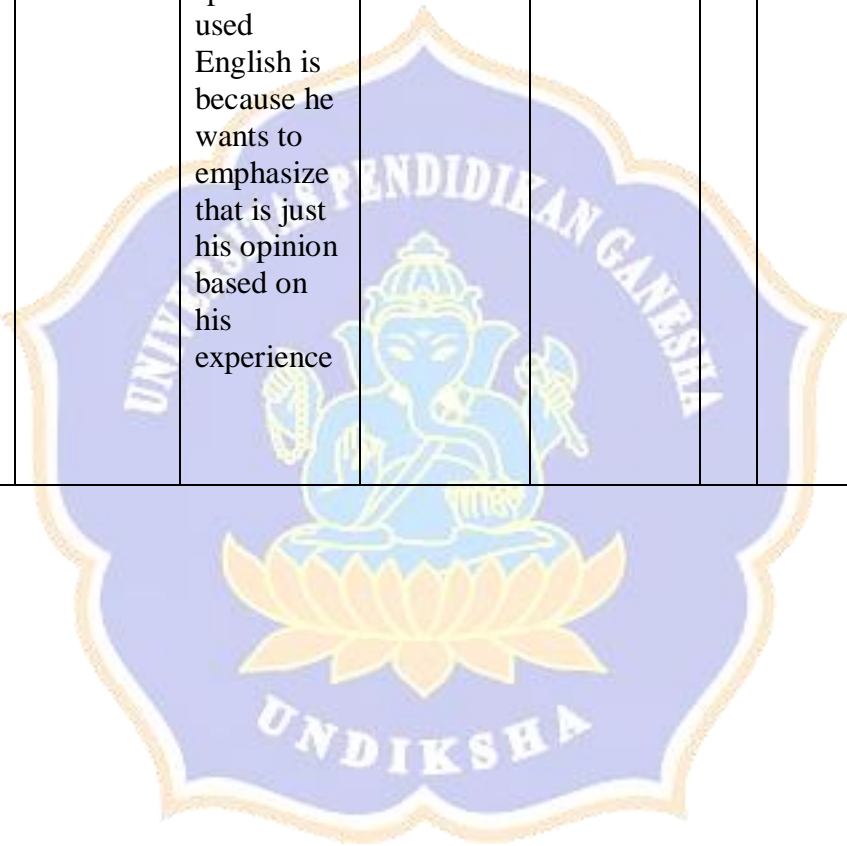 used
English is
because he
wants to
emphasize
that is just
his opinion
based on
his
experience
UNIVERSITAS PENDIDIKAN GANESHA
UNDIKSHA